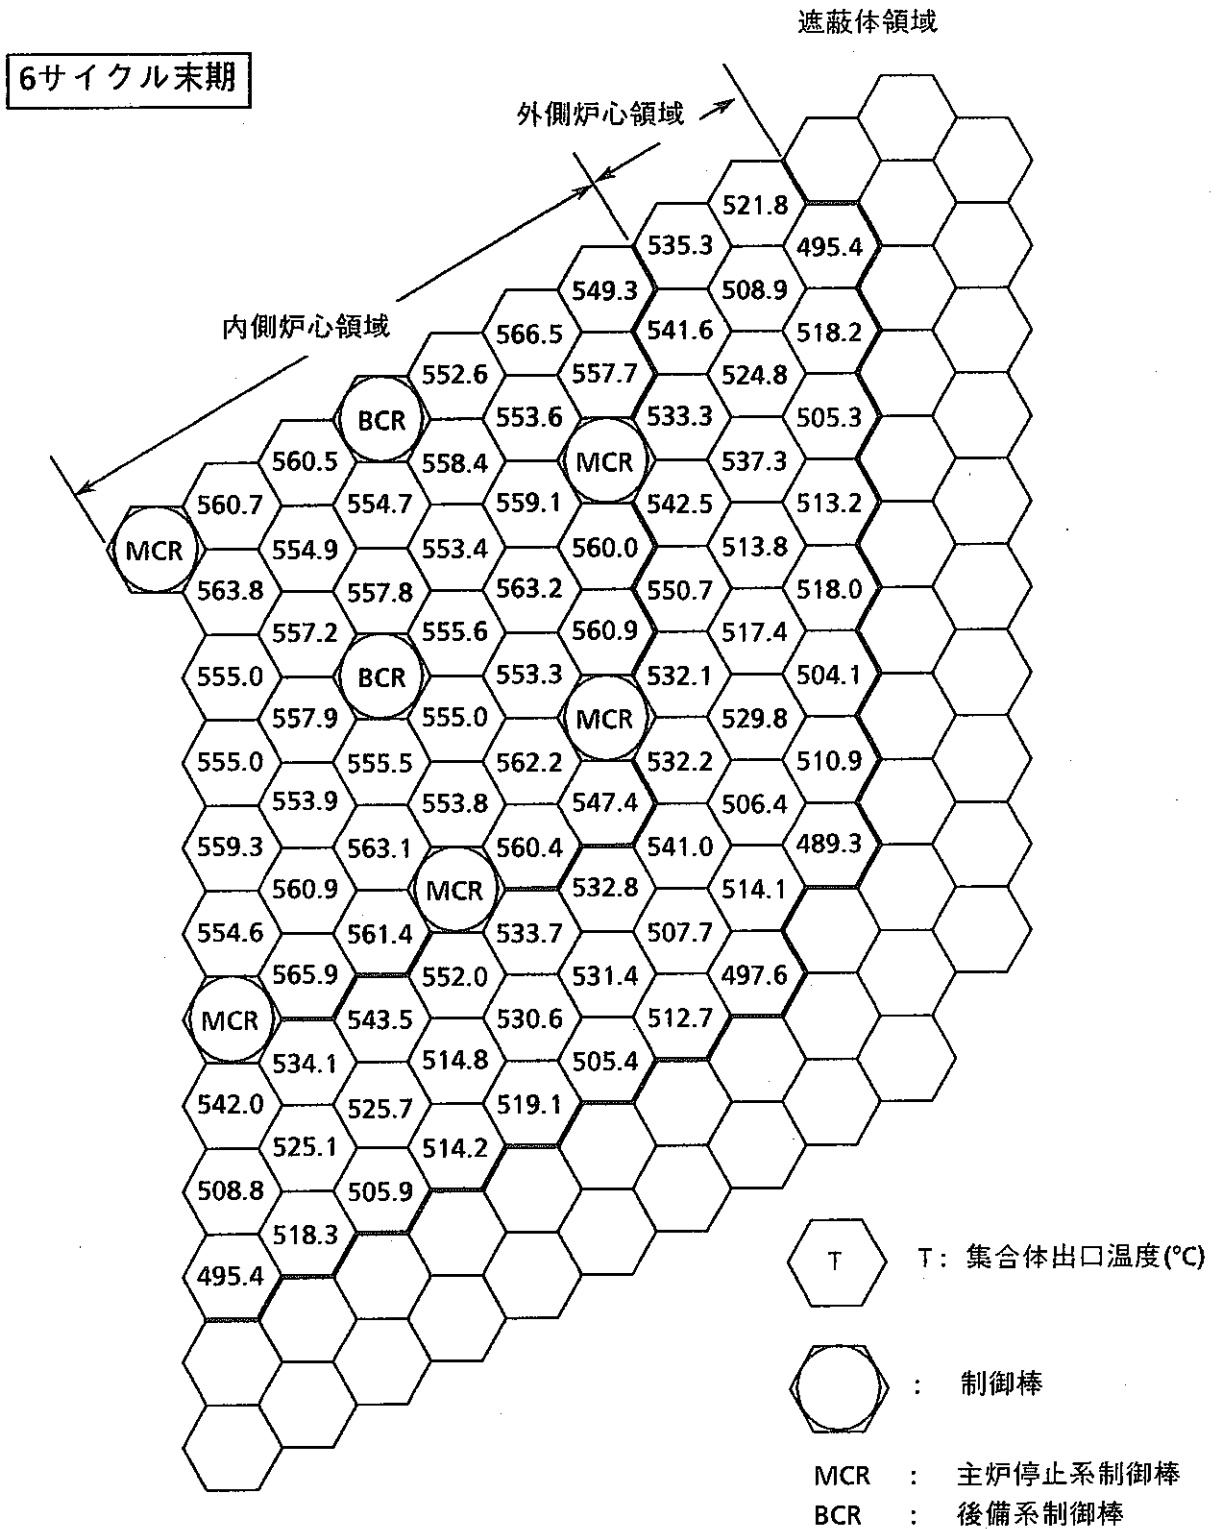 遮蔽体領域
6サイクル末期
外側炉心領域
521.8
535.3 495.4
549.3 508.9
内側炉心領域 566.5 541.6 518.2
552.6 557.7 524.8
BCR 553.6 533.3 505.3
560.5 558.4 MCR 537.3
560.7 554.7 559.1 542.5 513.2
MCR 554.9 553.4 560.0 513.8
563.8 557.8 563.2 550.7 518.0
557.2 555.6 560.9 517.4
555.0 BCR 553.3 532.1 504.1
557.9 555.0 MCR 529.8
555.0 555.5 562.2 532.2 510.9
553.9 553.8 547.4 506.4
559.3 563.1 560.4 541.0 489.3
560.9 MCR 532.8 514.1
554.6 561.4 533.7 507.7
565.9 552.0 531.4 497.6
MCR 543.5 530.6 512.7
534.1 514.8 505.4
542.0 525.7 519.1
525.1 514.2
508.8 505.9
518.3
495.4
T T: 集合体出口温度(℃)
: 制御棒
MCR : 主炉停止系制御棒
BCR : 後備系制御棒